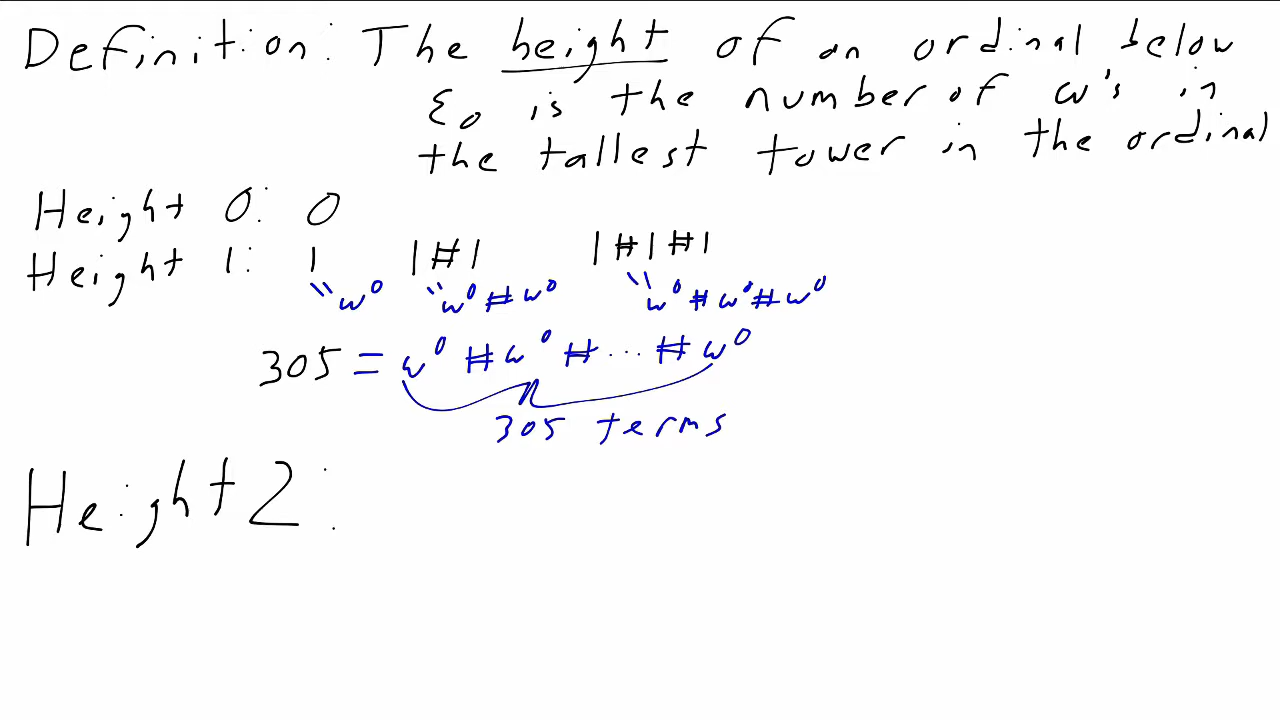 Definition: The height of an ordinal below
ε₀ is the number of ω's in
the tallest tower in the ordinal
Height 0: 0
Height 1: 1 1#1 1#1#1
"ω⁰ "ω⁰#ω⁰ "ω⁰#ω⁰#ω⁰
305 = ω⁰ # ω⁰ # ... # ω⁰
305 terms
Height 2: